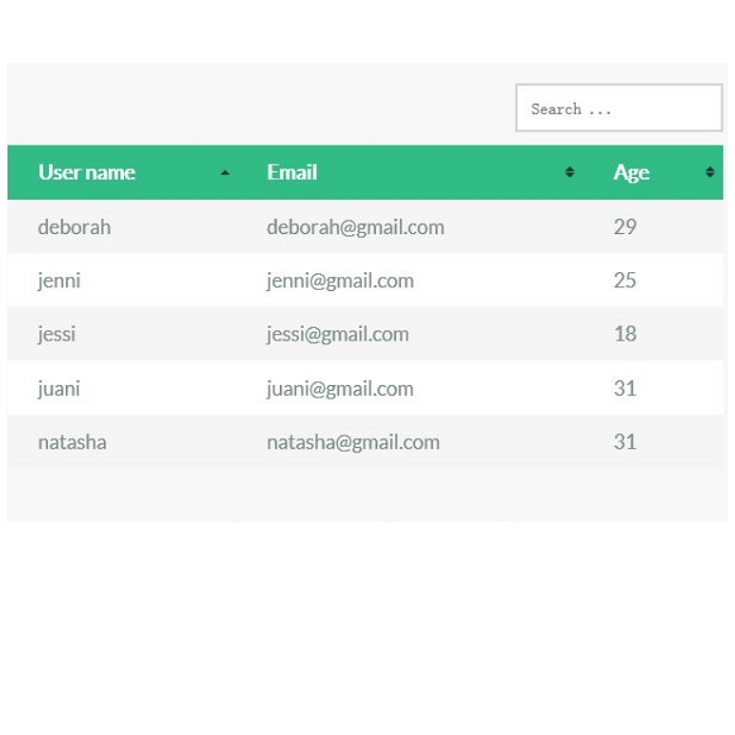 Search ...
User name Email Age
deborah deborah@gmail.com 29
jenni jenni@gmail.com 25
jessi jessi@gmail.com 18
juani juani@gmail.com 31
natasha natasha@gmail.com 31